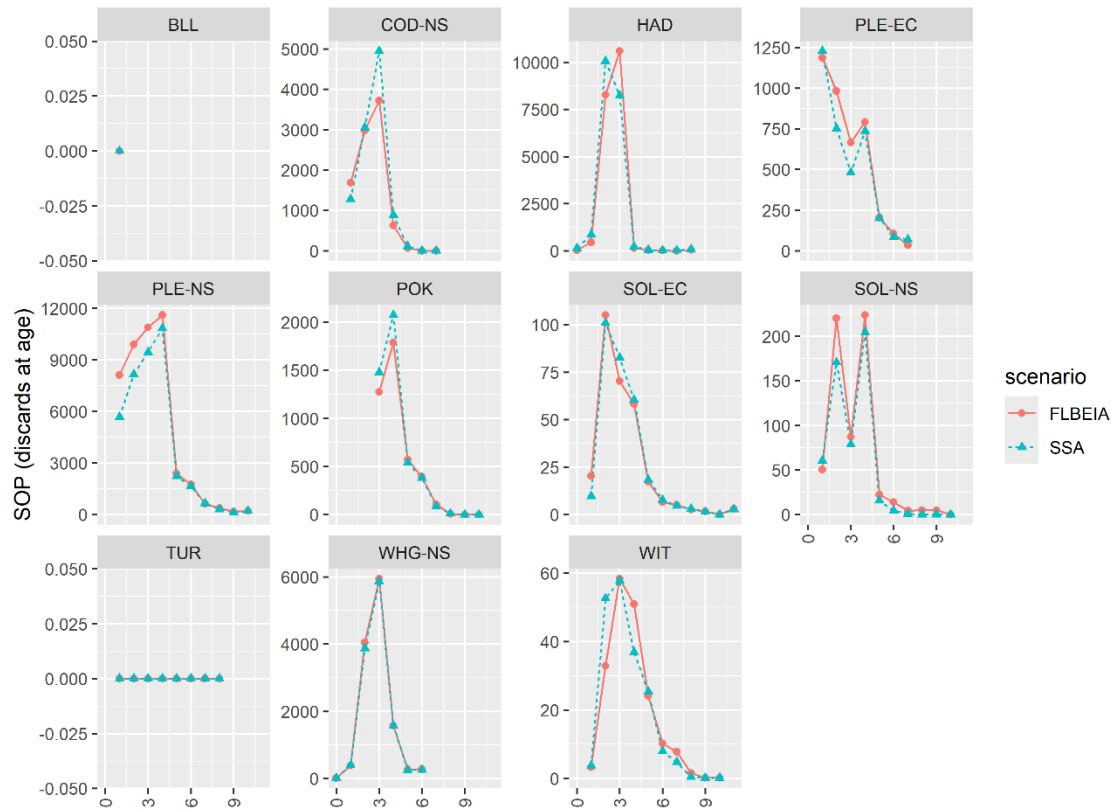 BLL COD-NS HAD PLE-EC
0.050 5000 10000 1250
0.025 4000 7500 1000
0.000 3000 5000 750
-0.025 2000 2500 500
-0.050 1000 0 250
0 0
PLE-NS POK SOL-EC SOL-NS
12000 2000 100 200
9000 1500 75 150
6000 1000 50 100
3000 500 25 50
0 0 0 0
TUR WHG-NS WIT
0.050 6000 60
0.025 4000 40
0.000 2000 20
-0.025 0 0
-0.050
0 3 6 9 0 3 6 9 0 3 6 9 0 3 6 9
SOP (discards at age)
scenario
FLBEIA
SSA